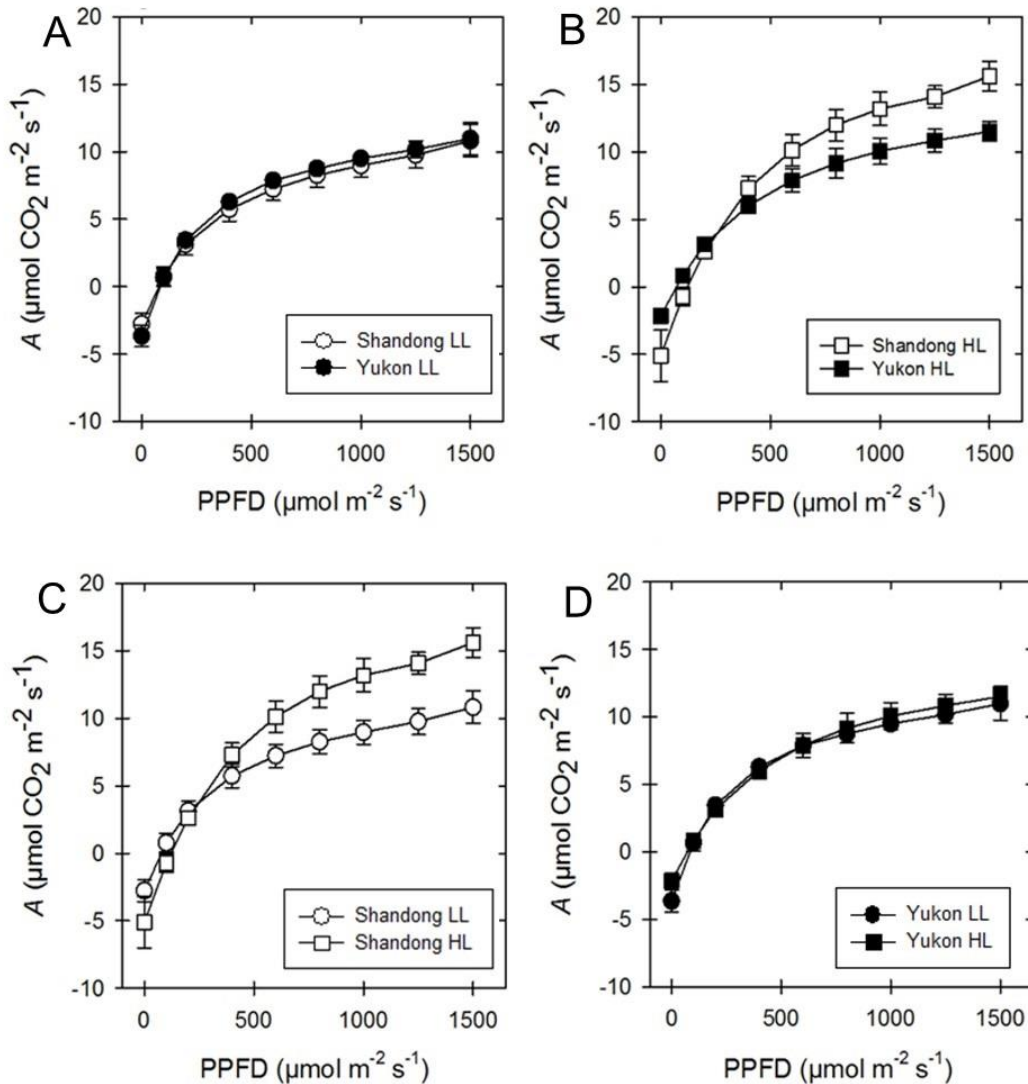 A
B
20
15
10
5
0
-5
-10
A (µmol CO₂ m⁻² s⁻¹)
Shandong LL
Yukon LL
0 500 1000 1500
PPFD (µmol m⁻² s⁻¹)
20
15
10
5
0
-5
-10
A (µmol CO₂ m⁻² s⁻¹)
Shandong HL
Yukon HL
0 500 1000 1500
PPFD (µmol m⁻² s⁻¹)
C
D
20
15
10
5
0
-5
-10
A (µmol CO₂ m⁻² s⁻¹)
Shandong LL
Shandong HL
0 500 1000 1500
PPFD (µmol m⁻² s⁻¹)
20
15
10
5
0
-5
-10
A (µmol CO₂ m⁻² s⁻¹)
Yukon LL
Yukon HL
0 500 1000 1500
PPFD (µmol m⁻² s⁻¹)